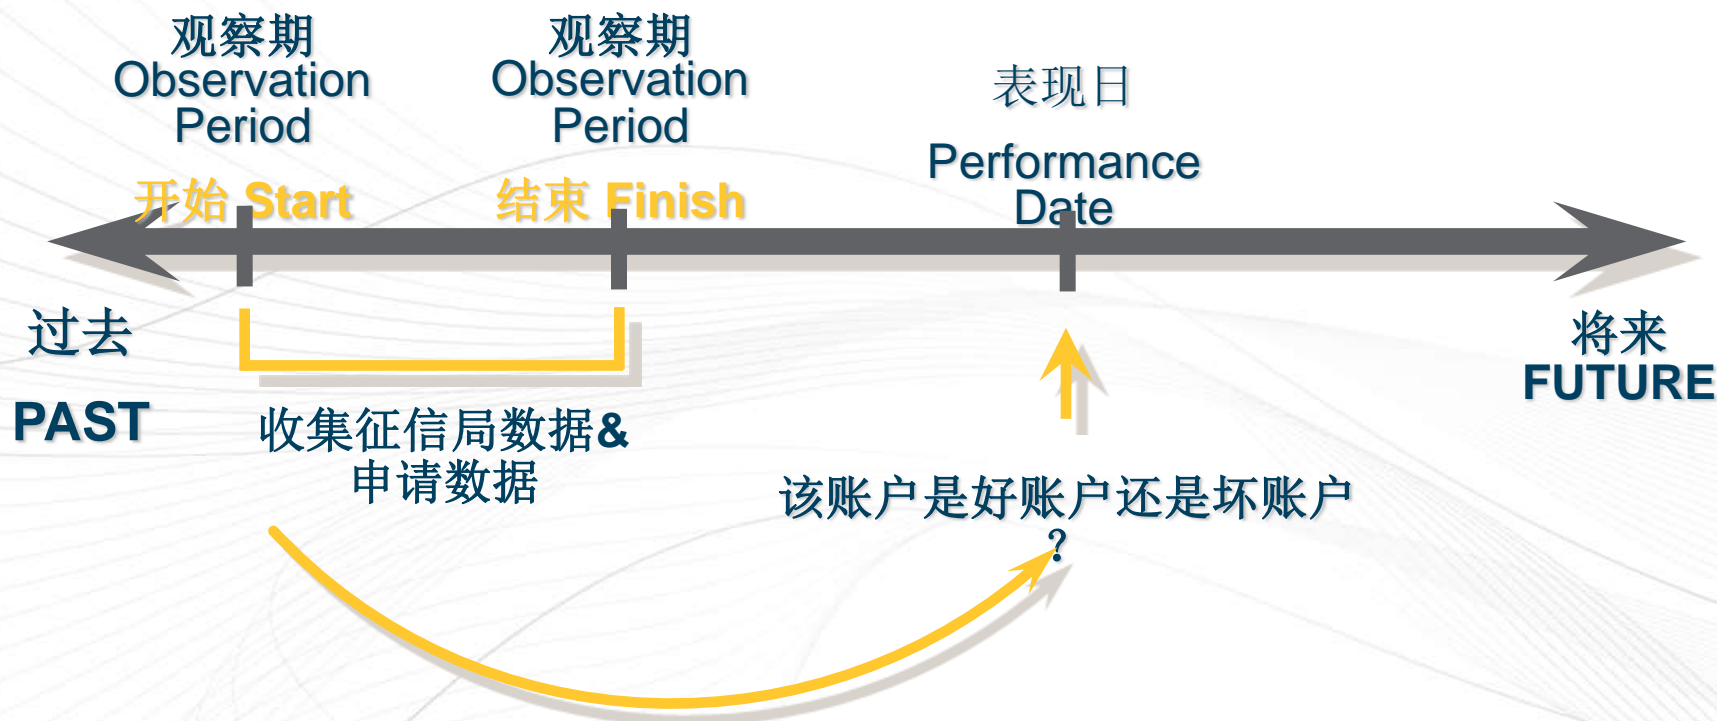 观察期
Observation
Period
开始 Start
观察期
Observation
Period
结束 Finish
表现日
Performance
Date
过去
PAST
将来
FUTURE
收集征信局数据&
申请数据
该账户是好账户还是坏账户
？